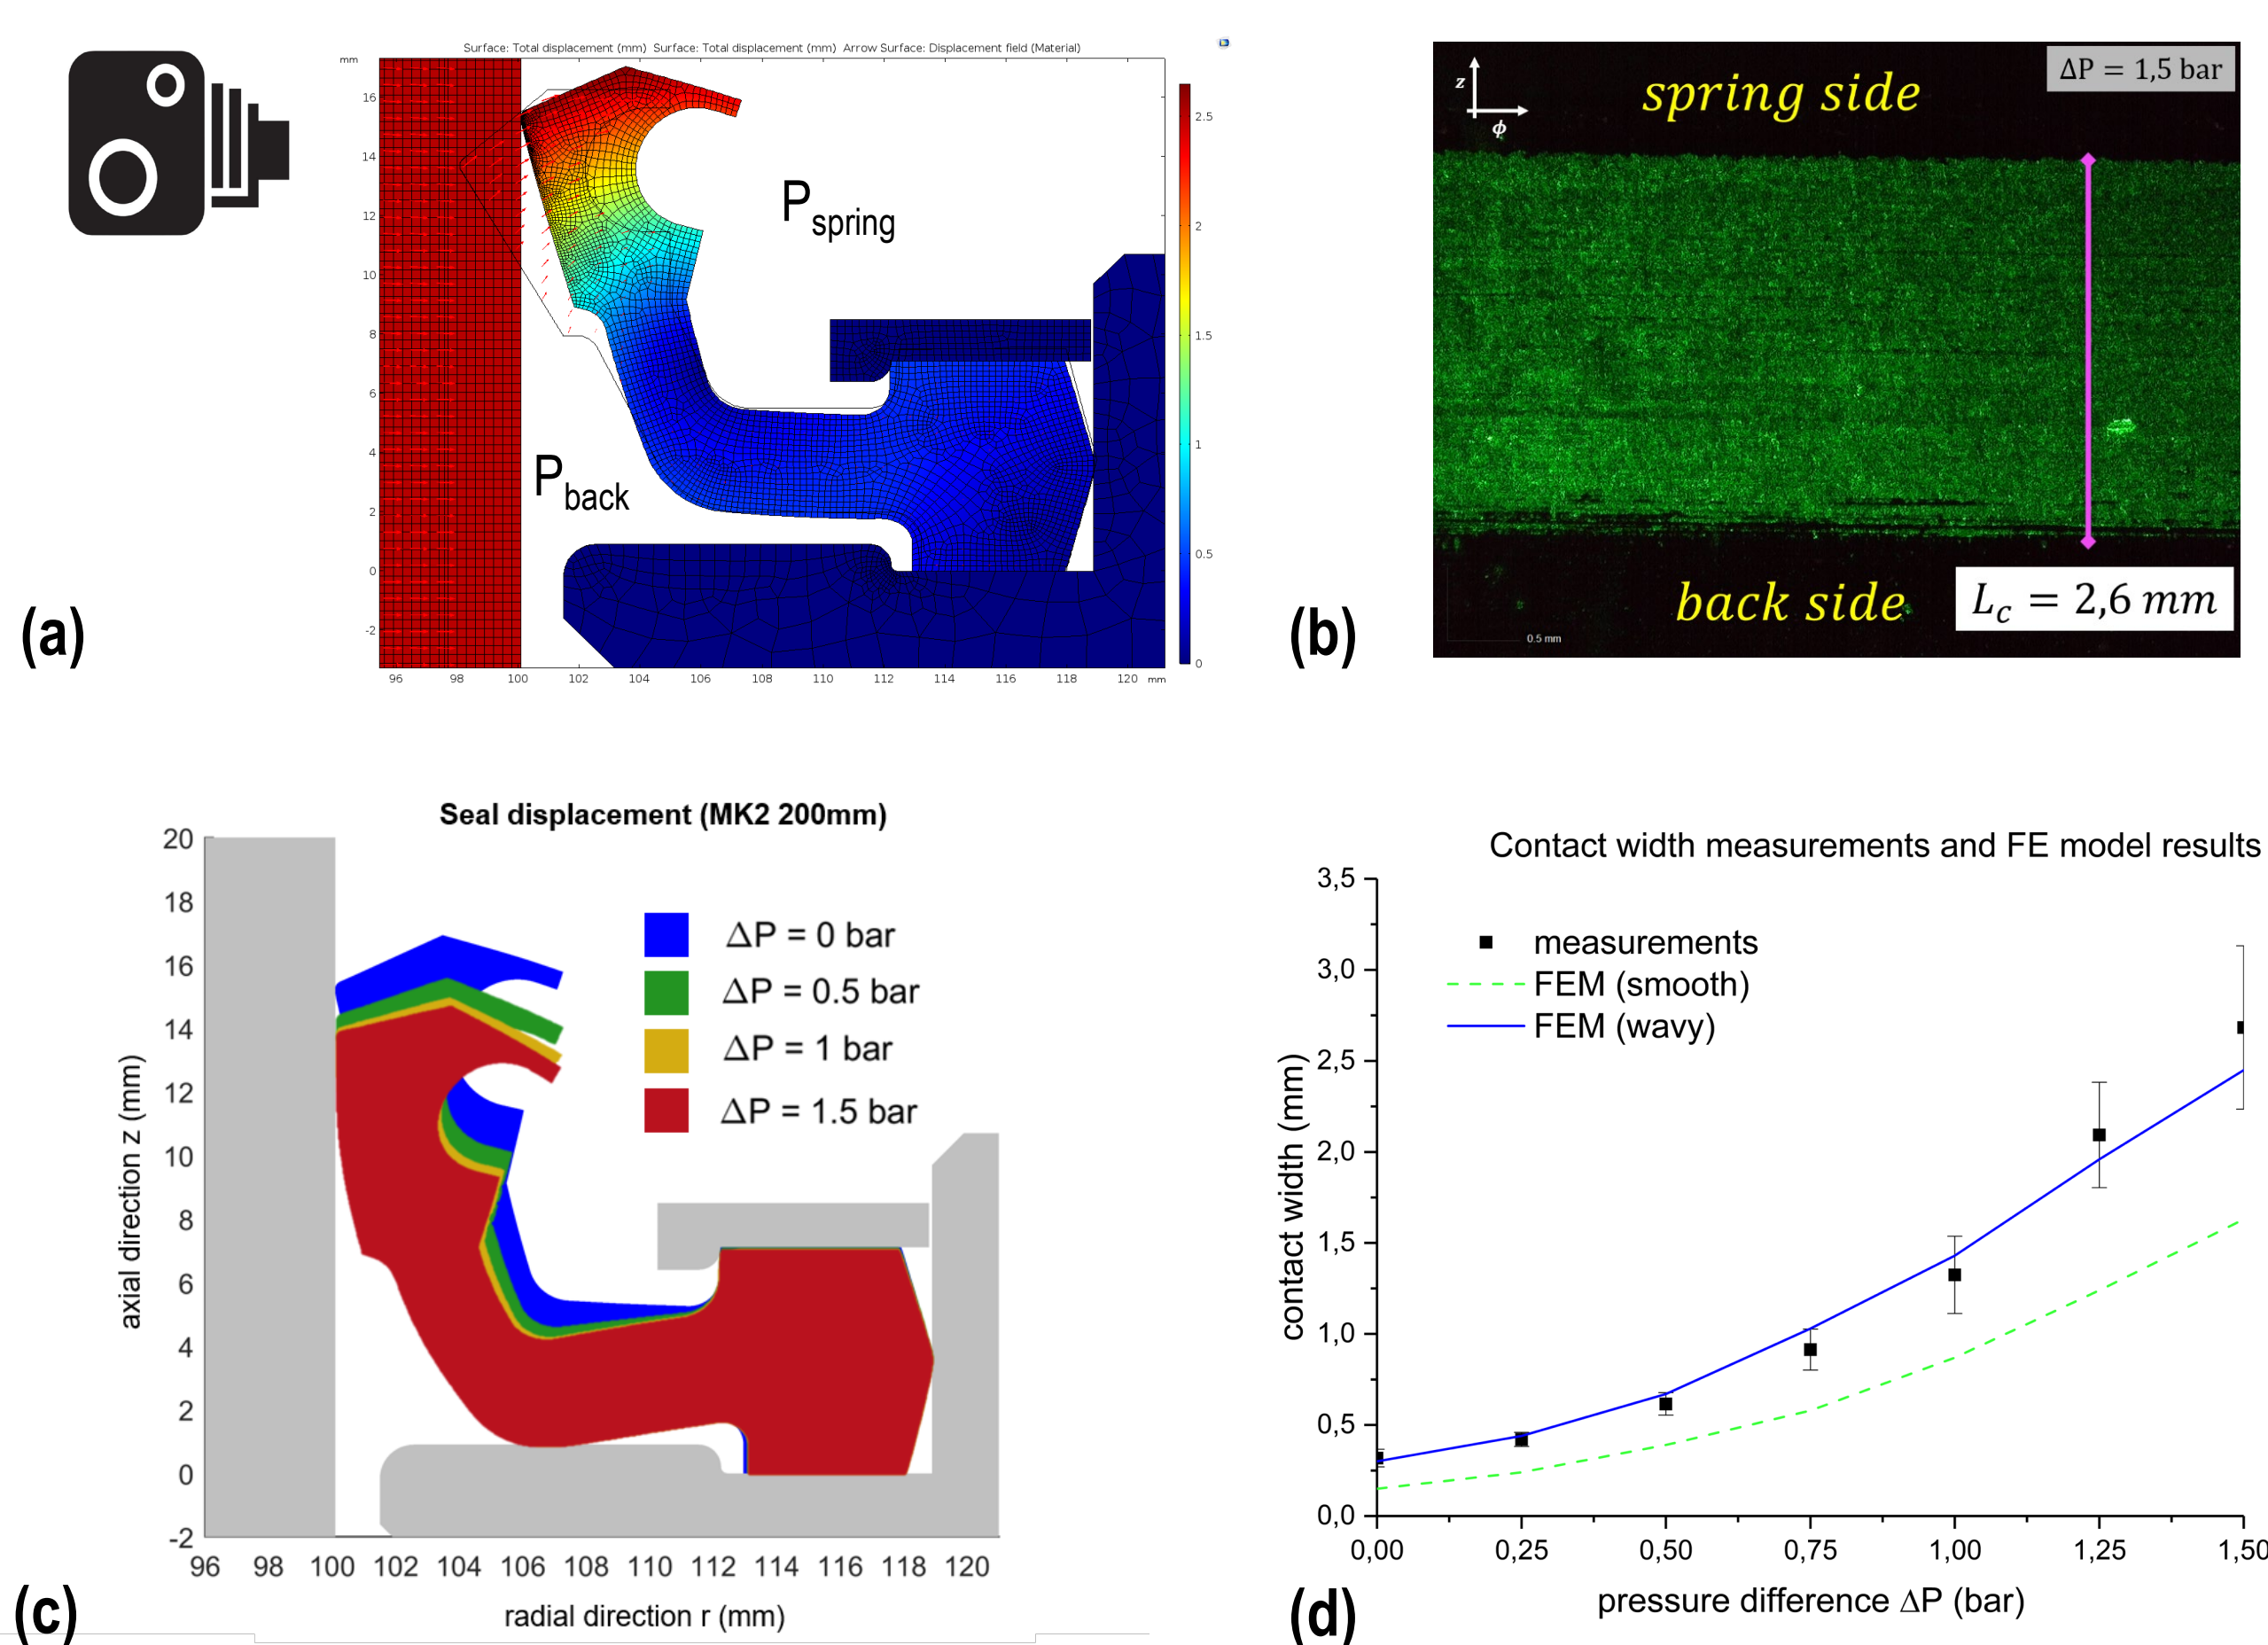 Surface: Total displacement (mm)  Surface: Total displacement (mm)  Arrow Surface: Displacement field (Material)
mm
16
14
12
10
8
6
4
2
0
-2
96 98 100 102 104 106 108 110 112 114 116 118 120 mm
2.5
2
1.5
1
0.5
0
Pspring
Pback
(a)
z
ϕ
spring side
ΔP = 1,5 bar
back side
Lc = 2,6 mm
0.5 mm
(b)
Seal displacement (MK2 200mm)
20
18
16
14
12
10
8
6
4
2
0
-2
axial direction z (mm)
ΔP = 0 bar
ΔP = 0.5 bar
ΔP = 1 bar
ΔP = 1.5 bar
96 98 100 102 104 106 108 110 112 114 116 118 120
radial direction r (mm)
(c)
Contact width measurements and FE model results
3,5
3,0
2,5
2,0
1,5
1,0
0,5
0,0
contact width (mm)
measurements
FEM (smooth)
FEM (wavy)
0,00 0,25 0,50 0,75 1,00 1,25 1,50
pressure difference ΔP (bar)
(d)